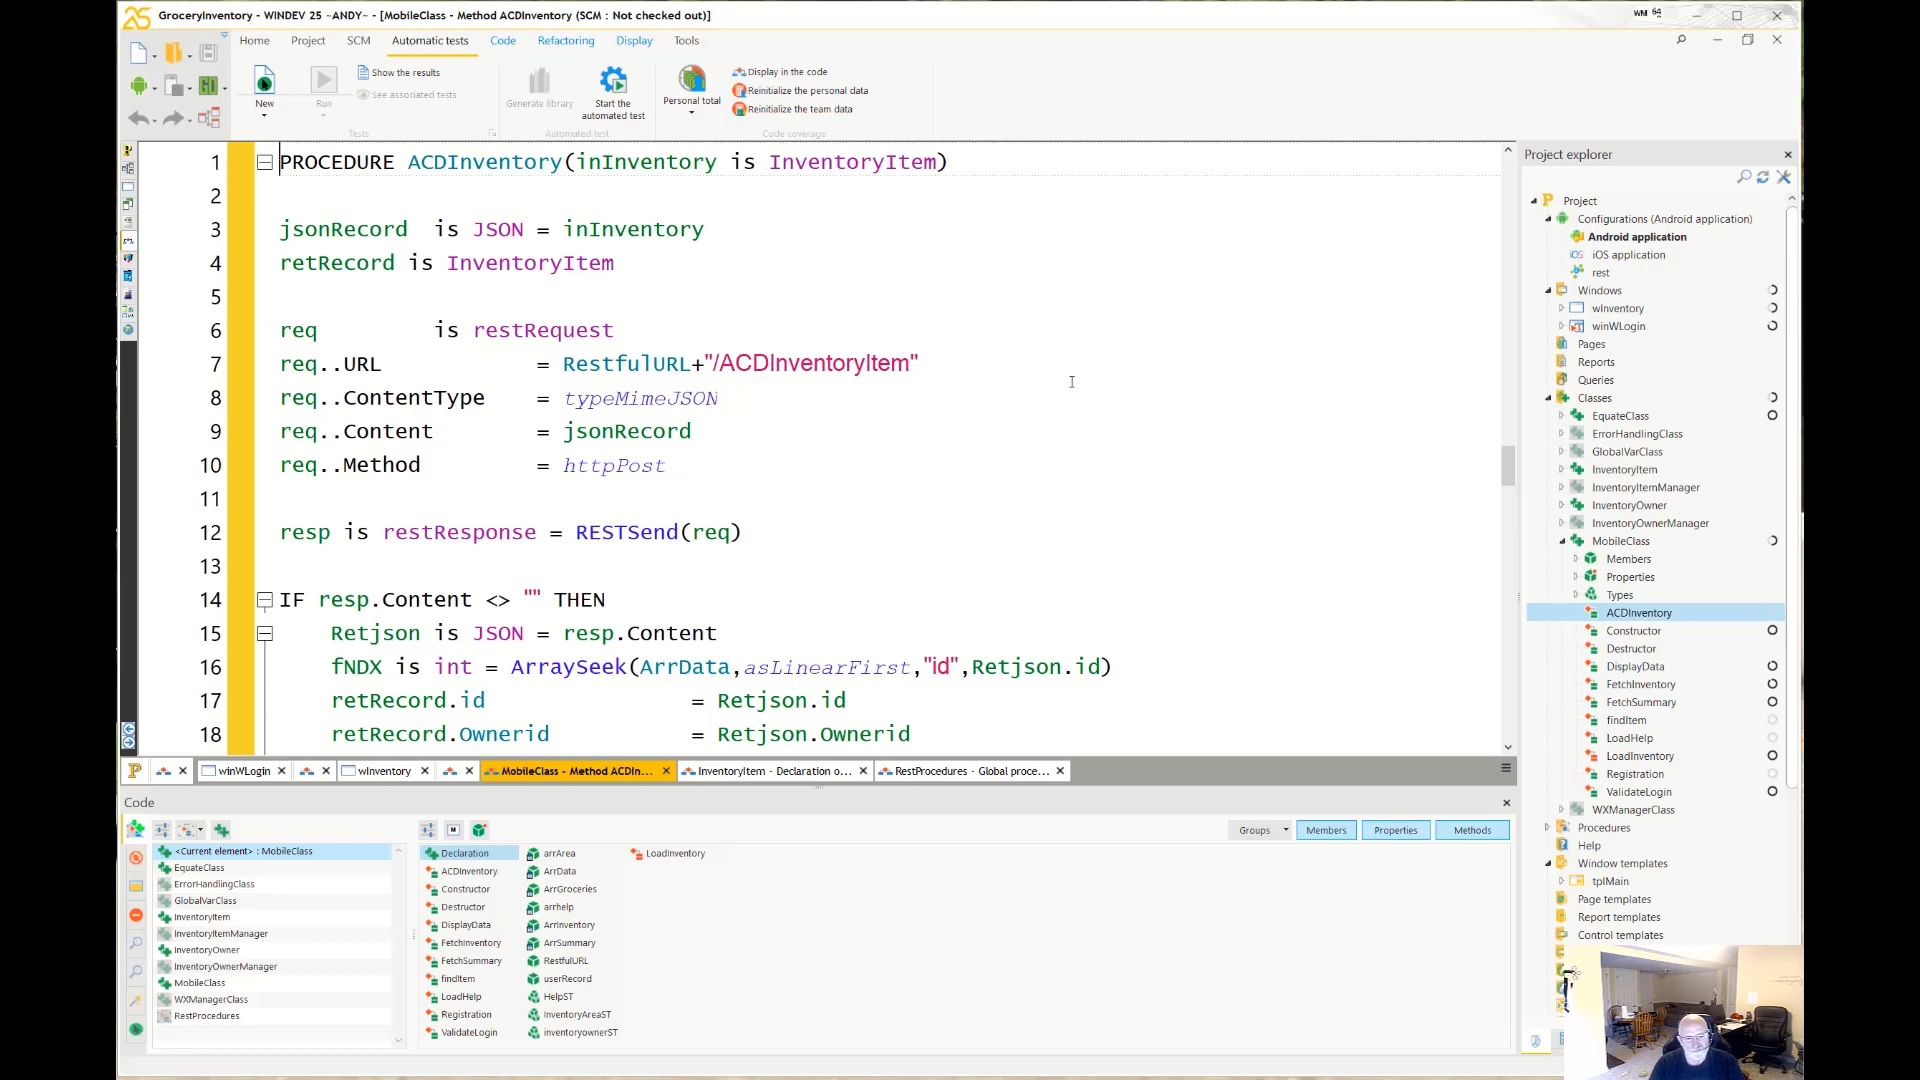 GroceryInventory - WINDEV 25 ~ANDY~ - [MobileClass - Method ACDInventory (SCM : Not checked out)]
WM 64
Home Project SCM Automatic tests Code Refactoring Display Tools
New
Run
Show the results
See associated tests
Tests
Generate library
Start the automated test
Automated test
Personal total
Display in the code
Reinitialize the personal data
Reinitialize the team data
Code coverage
1 PROCEDURE ACDInventory(inInventory is InventoryItem)
2
3 jsonRecord is JSON = inInventory
4 retRecord is InventoryItem
5
6 req is restRequest
7 req..URL = RestfulURL+"/ACDInventoryItem"
8 req..ContentType = typeMimeJSON
9 req..Content = jsonRecord
10 req..Method = httpPost
11
12 resp is restResponse = RESTSend(req)
13
14 IF resp.Content <> "" THEN
15 Retjson is JSON = resp.Content
16 fNDX is int = ArraySeek(ArrData,asLinearFirst,"id",Retjson.id)
17 retRecord.id = Retjson.id
18 retRecord.Ownerid = Retjson.Ownerid
winWLogin
wInventory
MobileClass - Method ACDIn...
InventoryItem - Declaration o...
RestProcedures - Global proce...
Code
Groups Members Properties Methods
<Current element> : MobileClass
EquateClass
ErrorHandlingClass
GlobalVarClass
InventoryItem
InventoryItemManager
InventoryOwner
InventoryOwnerManager
MobileClass
WXManagerClass
RestProcedures
Declaration
ACDInventory
Constructor
Destructor
DisplayData
FetchInventory
FetchSummary
findItem
LoadHelp
Registration
ValidateLogin
arrArea
ArrData
ArrGroceries
arrhelp
ArrInventory
ArrSummary
RestfulURL
userRecord
HelpST
InventoryAreaST
inventoryownerST
LoadInventory
Project explorer
Project
Configurations (Android application)
Android application
iOS application
rest
Windows
wInventory
winWLogin
Pages
Reports
Queries
Classes
EquateClass
ErrorHandlingClass
GlobalVarClass
InventoryItem
InventoryItemManager
InventoryOwner
InventoryOwnerManager
MobileClass
Members
Properties
Types
ACDInventory
Constructor
Destructor
DisplayData
FetchInventory
FetchSummary
findItem
LoadHelp
LoadInventory
Registration
ValidateLogin
WXManagerClass
Procedures
Help
Window templates
tplMain
Page templates
Report templates
Control templates